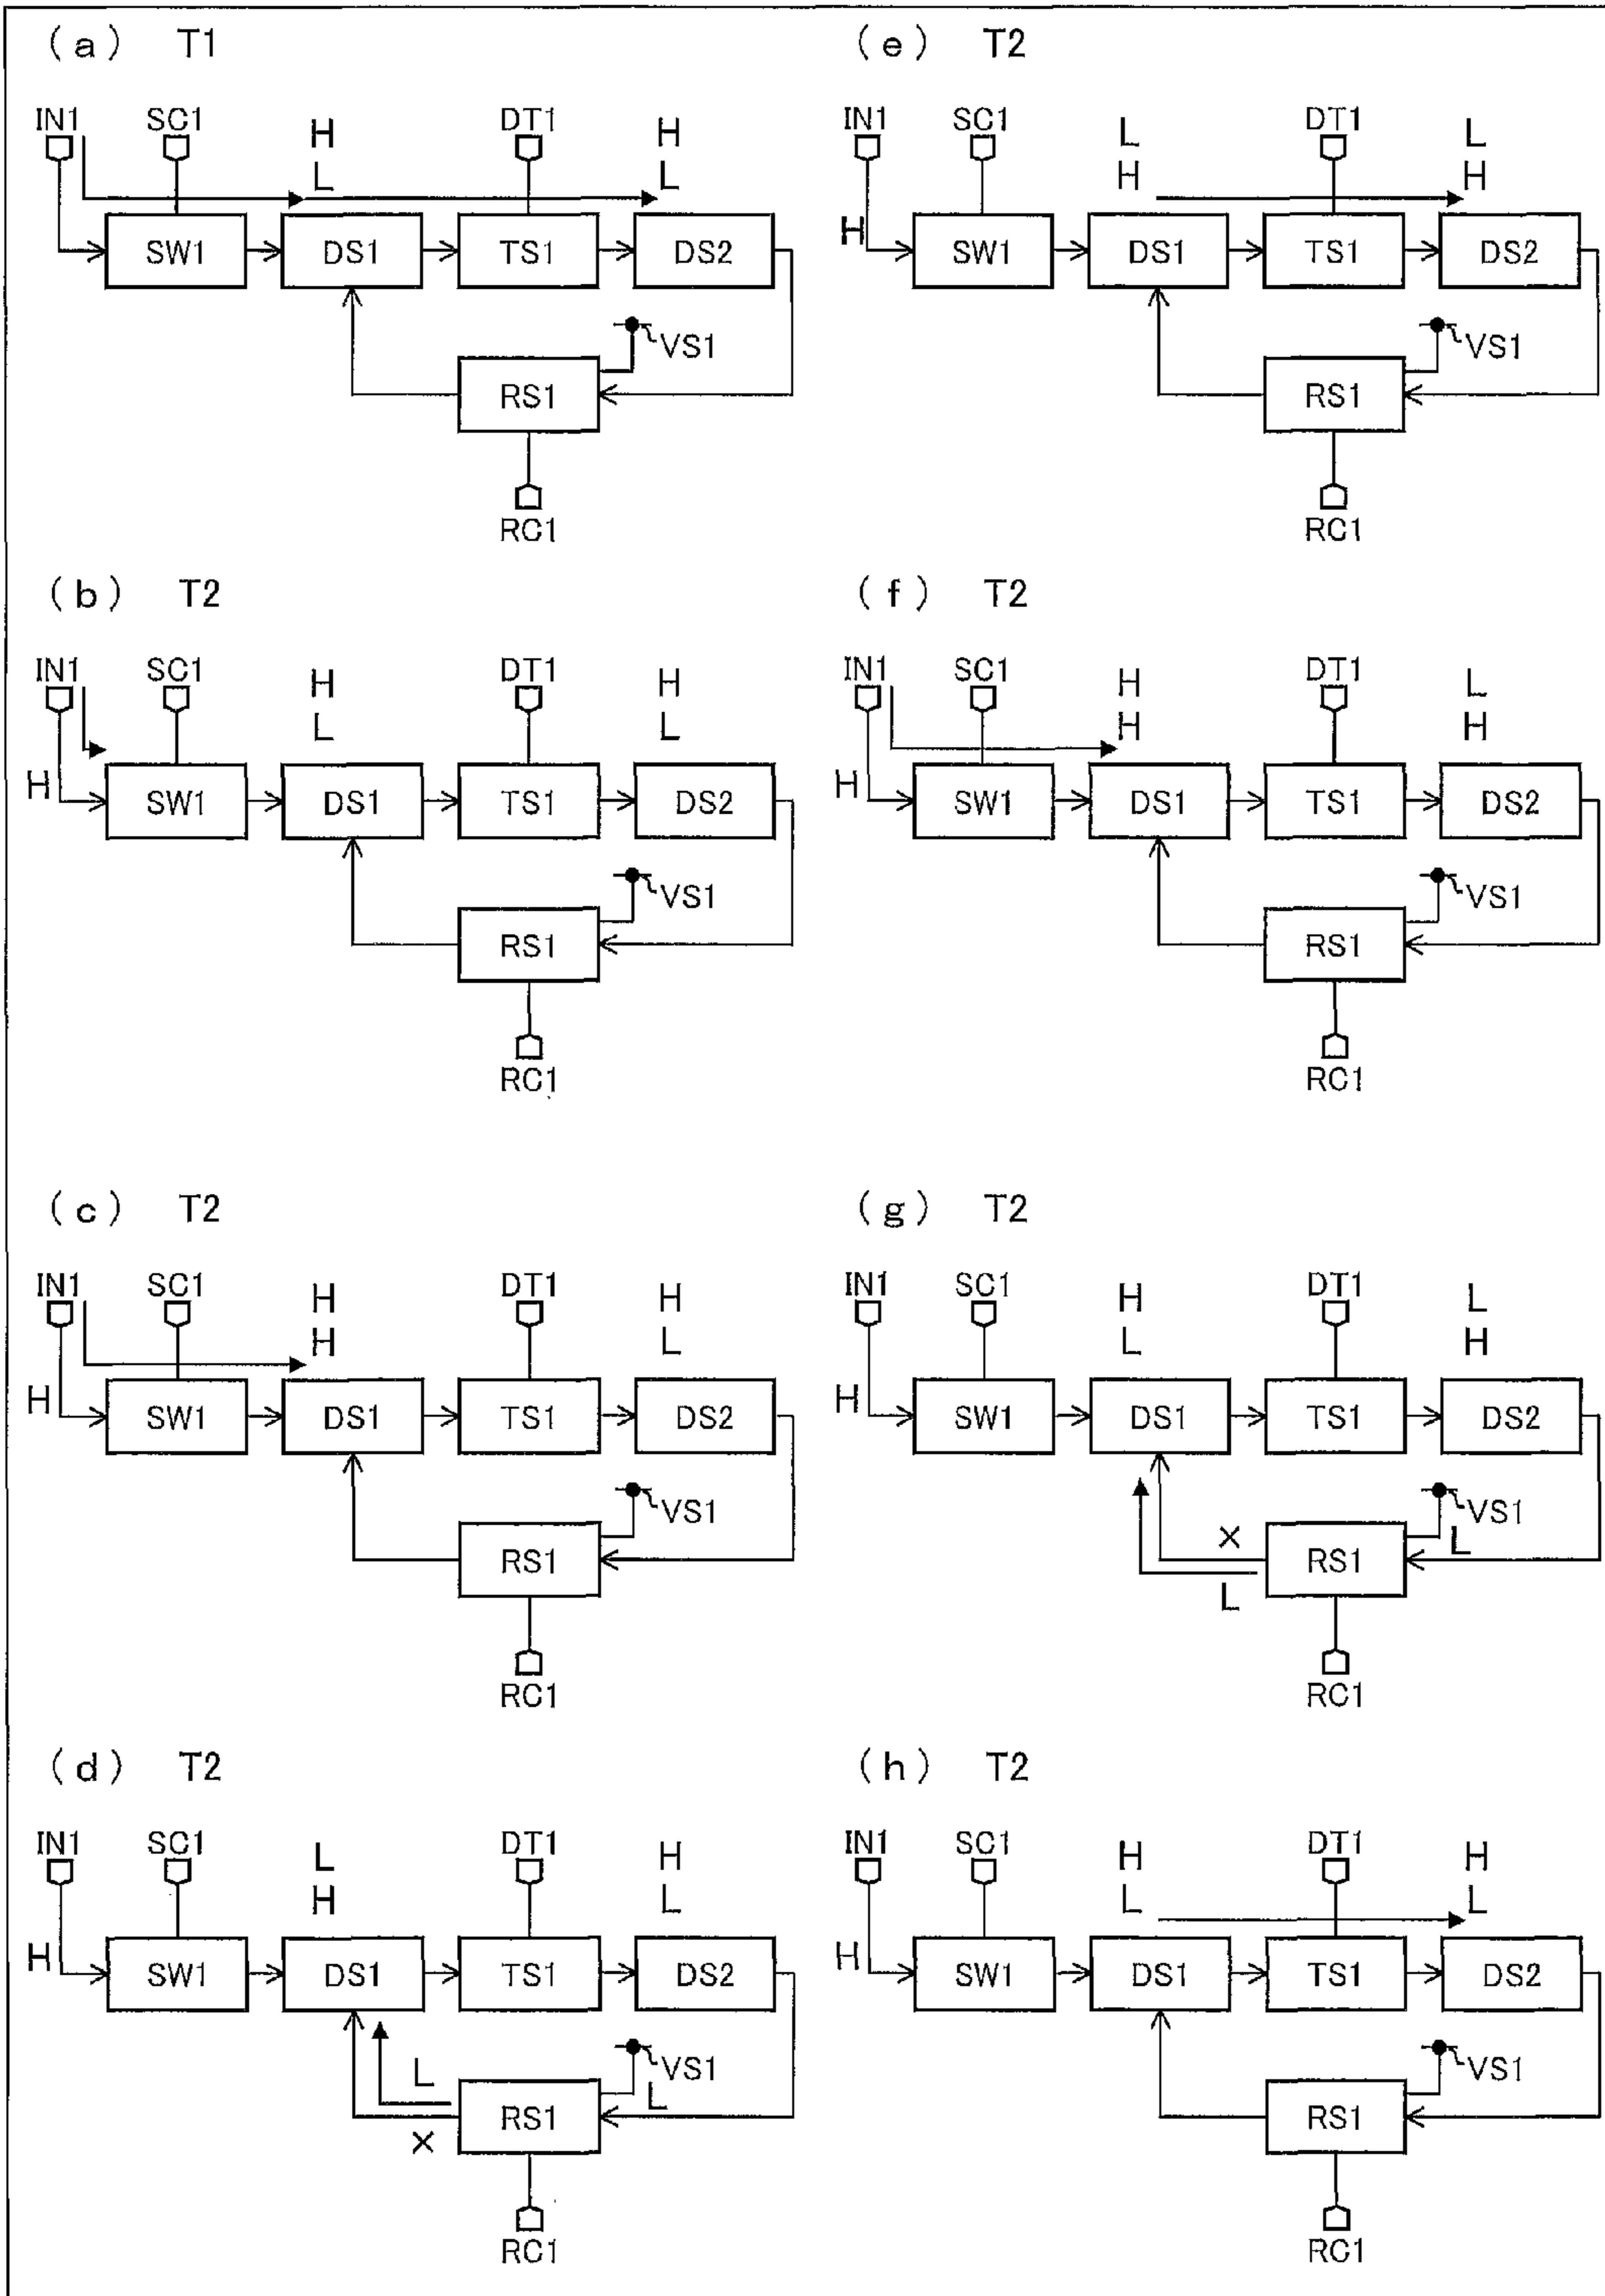 (a) T1
IN1 SC1 H DT1 H
L L
SW1 DS1 TS1 DS2
VS1
RS1
RC1
(b) T2
IN1 SC1 H DT1 H
L L
H SW1 DS1 TS1 DS2
VS1
RS1
RC1
(c) T2
IN1 SC1 H DT1 H
H L
H SW1 DS1 TS1 DS2
VS1
RS1
RC1
(d) T2
IN1 SC1 L DT1 H
H L
H SW1 DS1 TS1 DS2
L VS1
RS1 L
×
RC1
(e) T2
IN1 SC1 L DT1 L
H H
H SW1 DS1 TS1 DS2
VS1
RS1
RC1
(f) T2
IN1 SC1 H DT1 L
H H
H SW1 DS1 TS1 DS2
VS1
RS1
RC1
(g) T2
IN1 SC1 H DT1 L
L H
H SW1 DS1 TS1 DS2
VS1
× RS1 L
L
RC1
(h) T2
IN1 SC1 H DT1 H
L L
H SW1 DS1 TS1 DS2
VS1
RS1
RC1